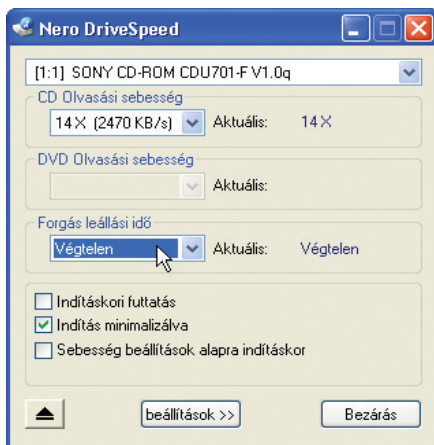 Nero DriveSpeed
[1:1] SONY CD-ROM CDU701-F V1.0q
CD Olvasási sebesség
14 X (2470 KB/s) Aktuális: 14 X
DVD Olvasási sebesség
Aktuális:
Forgás leállási idő
Végtelen Aktuális: Végtelen
Indításkori futtatás
Indítás minimalizálva
Sebesség beállítások alapra indításkor
beállítások >> Bezárás